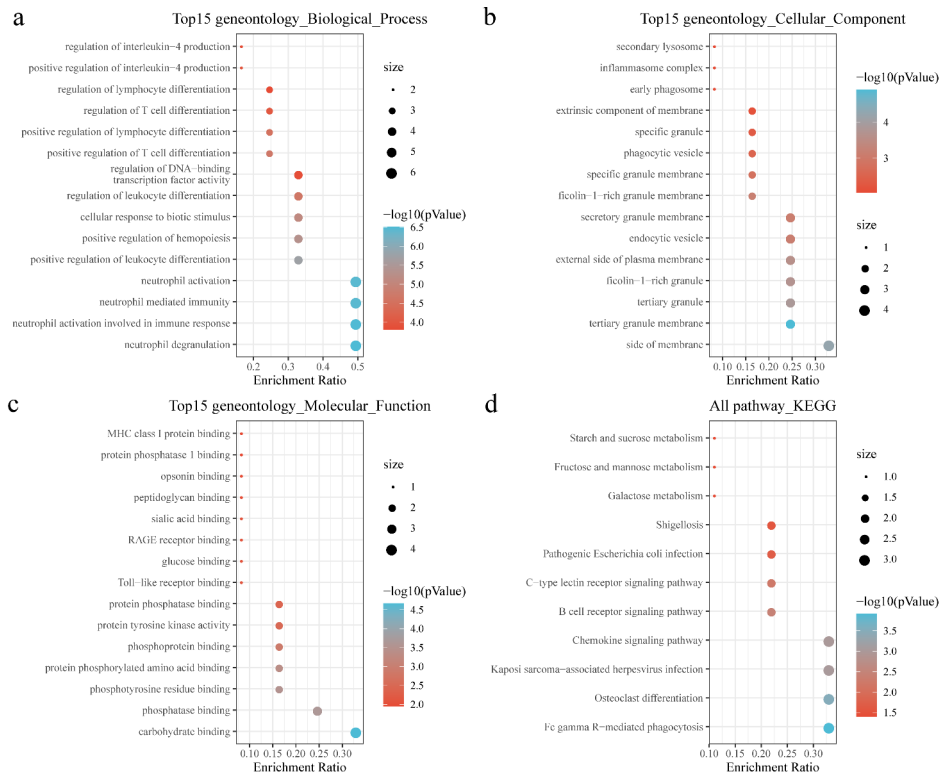 a
Top15 geneontology_Biological_Process
regulation of interleukin−4 production
positive regulation of interleukin−4 production
regulation of lymphocyte differentiation
regulation of T cell differentiation
positive regulation of lymphocyte differentiation
positive regulation of T cell differentiation
regulation of DNA−binding
transcription factor activity
regulation of leukocyte differentiation
cellular response to biotic stimulus
positive regulation of hemopoiesis
positive regulation of leukocyte differentiation
neutrophil activation
neutrophil mediated immunity
neutrophil activation involved in immune response
neutrophil degranulation
0.2 0.3 0.4 0.5
Enrichment Ratio
size
2
3
4
5
6
−log10(pValue)
6.5
6.0
5.5
5.0
4.5
4.0
b
Top15 geneontology_Cellular_Component
secondary lysosome
inflammasome complex
early phagosome
extrinsic component of membrane
specific granule
phagocytic vesicle
specific granule membrane
ficolin−1−rich granule membrane
secretory granule membrane
endocytic vesicle
external side of plasma membrane
ficolin−1−rich granule
tertiary granule
tertiary granule membrane
side of membrane
0.10 0.15 0.20 0.25 0.30
Enrichment Ratio
−log10(pValue)
4
3
size
1
2
3
4
c
Top15 geneontology_Molecular_Function
MHC class I protein binding
protein phosphatase 1 binding
opsonin binding
peptidoglycan binding
sialic acid binding
RAGE receptor binding
glucose binding
Toll−like receptor binding
protein phosphatase binding
protein tyrosine kinase activity
phosphoprotein binding
protein phosphorylated amino acid binding
phosphotyrosine residue binding
phosphatase binding
carbohydrate binding
0.10 0.15 0.20 0.25 0.30
Enrichment Ratio
size
1
2
3
4
−log10(pValue)
4.5
4.0
3.5
3.0
2.5
2.0
d
All pathway_KEGG
Starch and sucrose metabolism
Fructose and mannose metabolism
Galactose metabolism
Shigellosis
Pathogenic Escherichia coli infection
C−type lectin receptor signaling pathway
B cell receptor signaling pathway
Chemokine signaling pathway
Kaposi sarcoma−associated herpesvirus infection
Osteoclast differentiation
Fc gamma R−mediated phagocytosis
0.10 0.15 0.20 0.25 0.30
Enrichment Ratio
size
1.0
1.5
2.0
2.5
3.0
−log10(pValue)
3.5
3.0
2.5
2.0
1.5